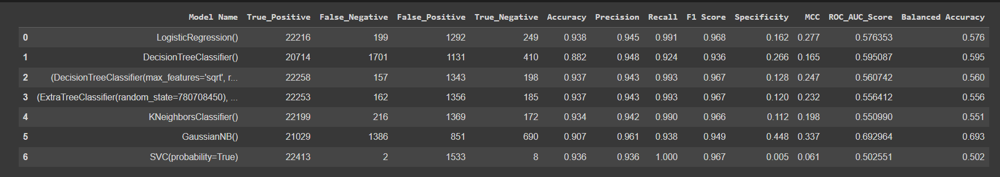 Model Name True_Positive False_Negative False_Positive True_Negative Accuracy Precision Recall F1 Score Specificity MCC ROC_AUC_Score Balanced Accuracy
0 LogisticRegression() 22216 199 1292 249 0.938 0.945 0.991 0.968 0.162 0.277 0.576353 0.576
1 DecisionTreeClassifier() 20714 1701 1131 410 0.882 0.948 0.924 0.936 0.266 0.165 0.595087 0.595
2 (DecisionTreeClassifier(max_features='sqrt', r... 22258 157 1343 198 0.937 0.943 0.993 0.967 0.128 0.247 0.560742 0.560
3 (ExtraTreeClassifier(random_state=780708450), ... 22253 162 1356 185 0.937 0.943 0.993 0.967 0.120 0.232 0.556412 0.556
4 KNeighborsClassifier() 22199 216 1369 172 0.934 0.942 0.990 0.966 0.112 0.198 0.550990 0.551
5 GaussianNB() 21029 1386 851 690 0.907 0.961 0.938 0.949 0.448 0.337 0.692964 0.693
6 SVC(probability=True) 22413 2 1533 8 0.936 0.936 1.000 0.967 0.005 0.061 0.502551 0.502